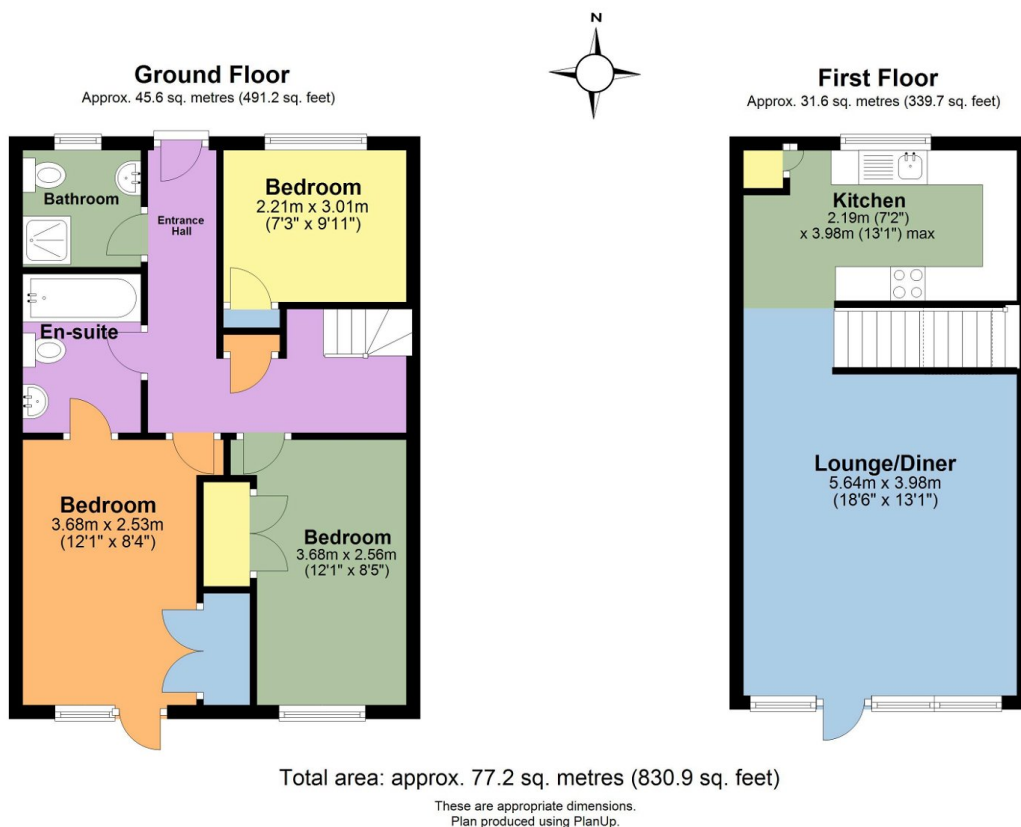 N
Ground Floor
Approx. 45.6 sq. metres (491.2 sq. feet)
Bathroom
Entrance
Hall
Bedroom
2.21m x 3.01m
(7'3" x 9'11")
En-suite
Bedroom
3.68m x 2.53m
(12'1" x 8'4")
Bedroom
3.68m x 2.56m
(12'1" x 8'5")
First Floor
Approx. 31.6 sq. metres (339.7 sq. feet)
Kitchen
2.19m (7'2")
x 3.98m (13'1") max
Lounge/Diner
5.64m x 3.98m
(18'6" x 13'1")
Total area: approx. 77.2 sq. metres (830.9 sq. feet)
These are appropriate dimensions.
Plan produced using PlanUp.